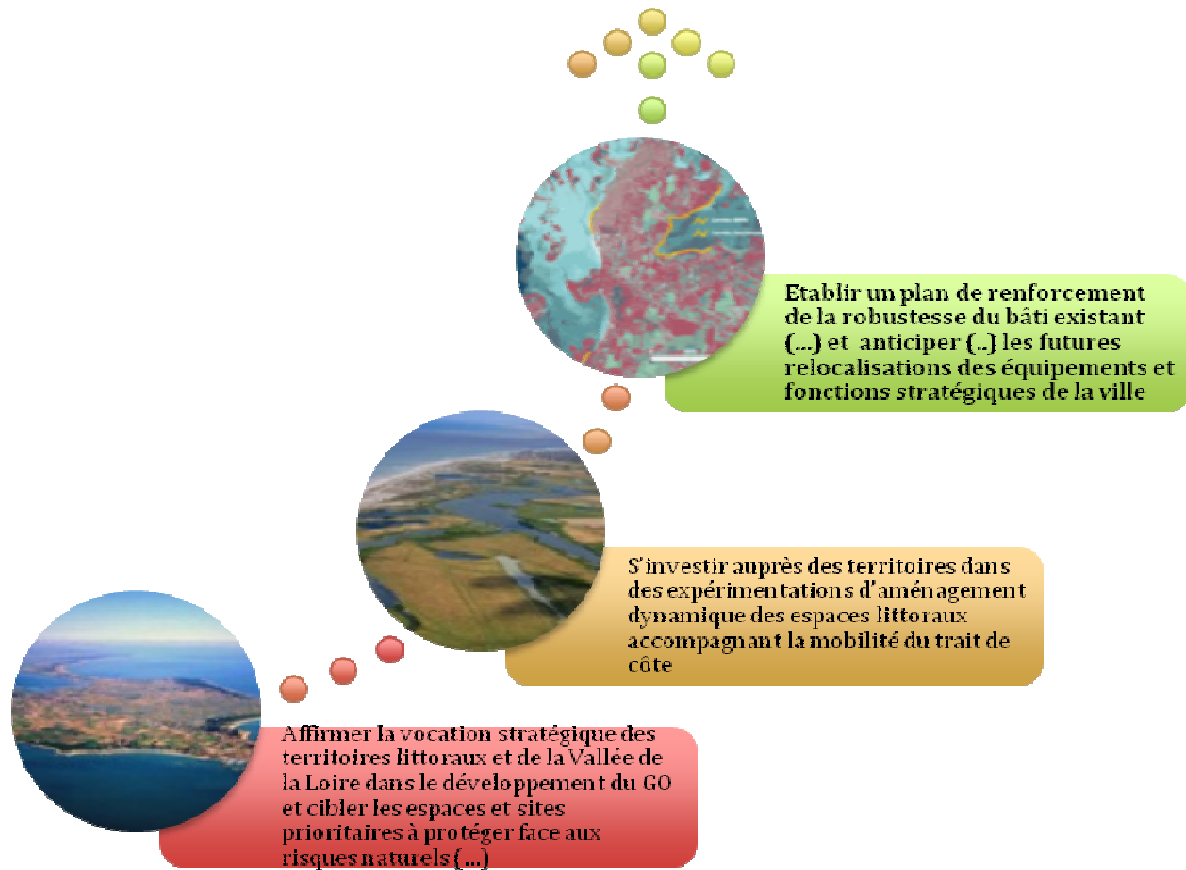 Etablir un plan de renforcement
de la robustesse du bâti existant
(...) et anticiper (..) les futures
relocalisations des équipements et
fonctions stratégiques de la ville
S'investir auprès des territoires dans
des expérimentations d'aménagement
dynamique des espaces littoraux
accompagnant la mobilité du trait de
côte
Affirmer la vocation stratégique des
territoires littoraux et de la Vallée de
la Loire dans le développement du GO
et cibler les espaces et sites
prioritaires à protéger face aux
risques naturels (...)